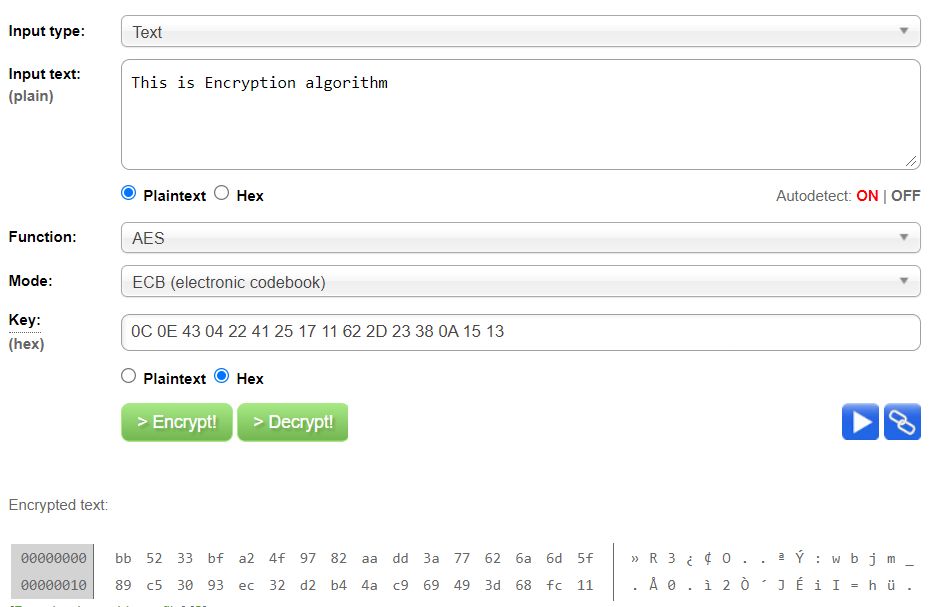 Input type: Text
Input text: This is Encryption algorithm
(plain)
Plaintext Hex Autodetect: ON | OFF
Function: AES
Mode: ECB (electronic codebook)
Key: 0C 0E 43 04 22 41 25 17 11 62 2D 23 38 0A 15 13
(hex)
Plaintext Hex
> Encrypt! > Decrypt!
Encrypted text:
00000000 bb 52 33 bf a2 4f 97 82 aa dd 3a 77 62 6a 6d 5f » R 3 ¿ ¢ O . . ª Ý : w b j m _
00000010 89 c5 30 93 ec 32 d2 b4 4a c9 69 49 3d 68 fc 11 . Å 0 . ì 2 Ò ´ J É i I = h ü .